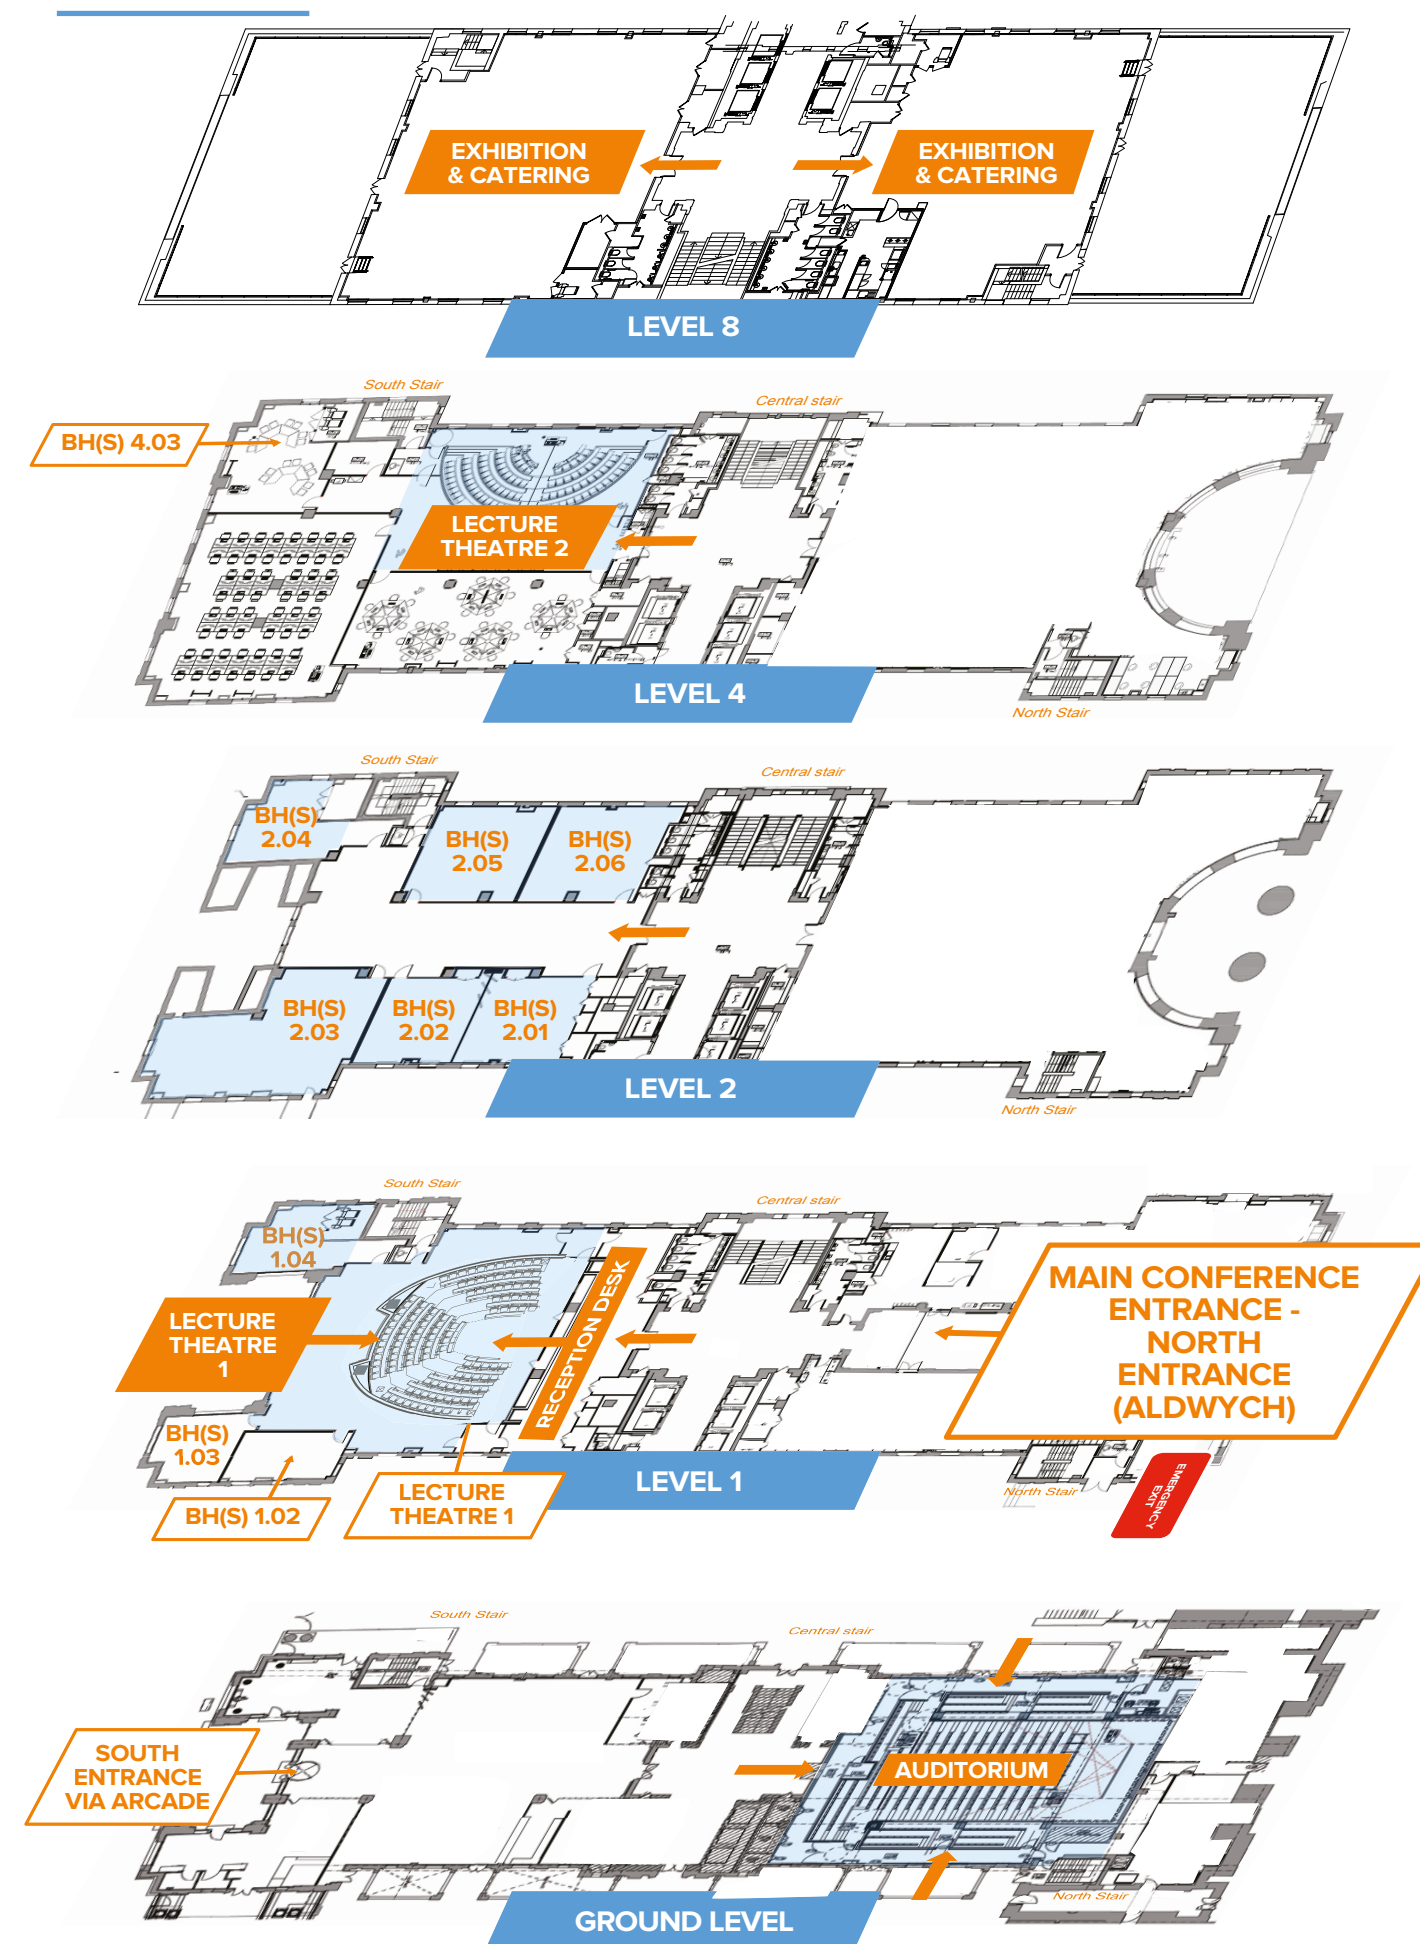 EXHIBITION
& CATERING
EXHIBITION
& CATERING
LEVEL 8
South Stair
Central stair
BH(S) 4.03
LECTURE
THEATRE 2
LEVEL 4
North Stair
South Stair
Central stair
BH(S)
2.04
BH(S)
2.05
BH(S)
2.06
BH(S)
2.03
BH(S)
2.02
BH(S)
2.01
LEVEL 2
North Stair
South Stair
Central stair
BH(S)
1.04
LECTURE
THEATRE
1
RECEPTION DESK
MAIN CONFERENCE
ENTRANCE -
NORTH
ENTRANCE
(ALDWYCH)
BH(S)
1.03
BH(S) 1.02
LECTURE
THEATRE 1
LEVEL 1
North Stair
EMERGENCY
EXIT
South Stair
Central stair
SOUTH
ENTRANCE
VIA ARCADE
AUDITORIUM
North Stair
GROUND LEVEL